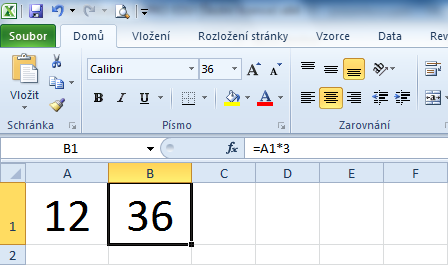 Soubor Domů Vložení Rozložení stránky Vzorce Data
Vložit
Calibri 36 A A
B I U A
Schránka Písmo Zarovnání
B1 fx =A1*3
A B C D E F
1 12 36
2